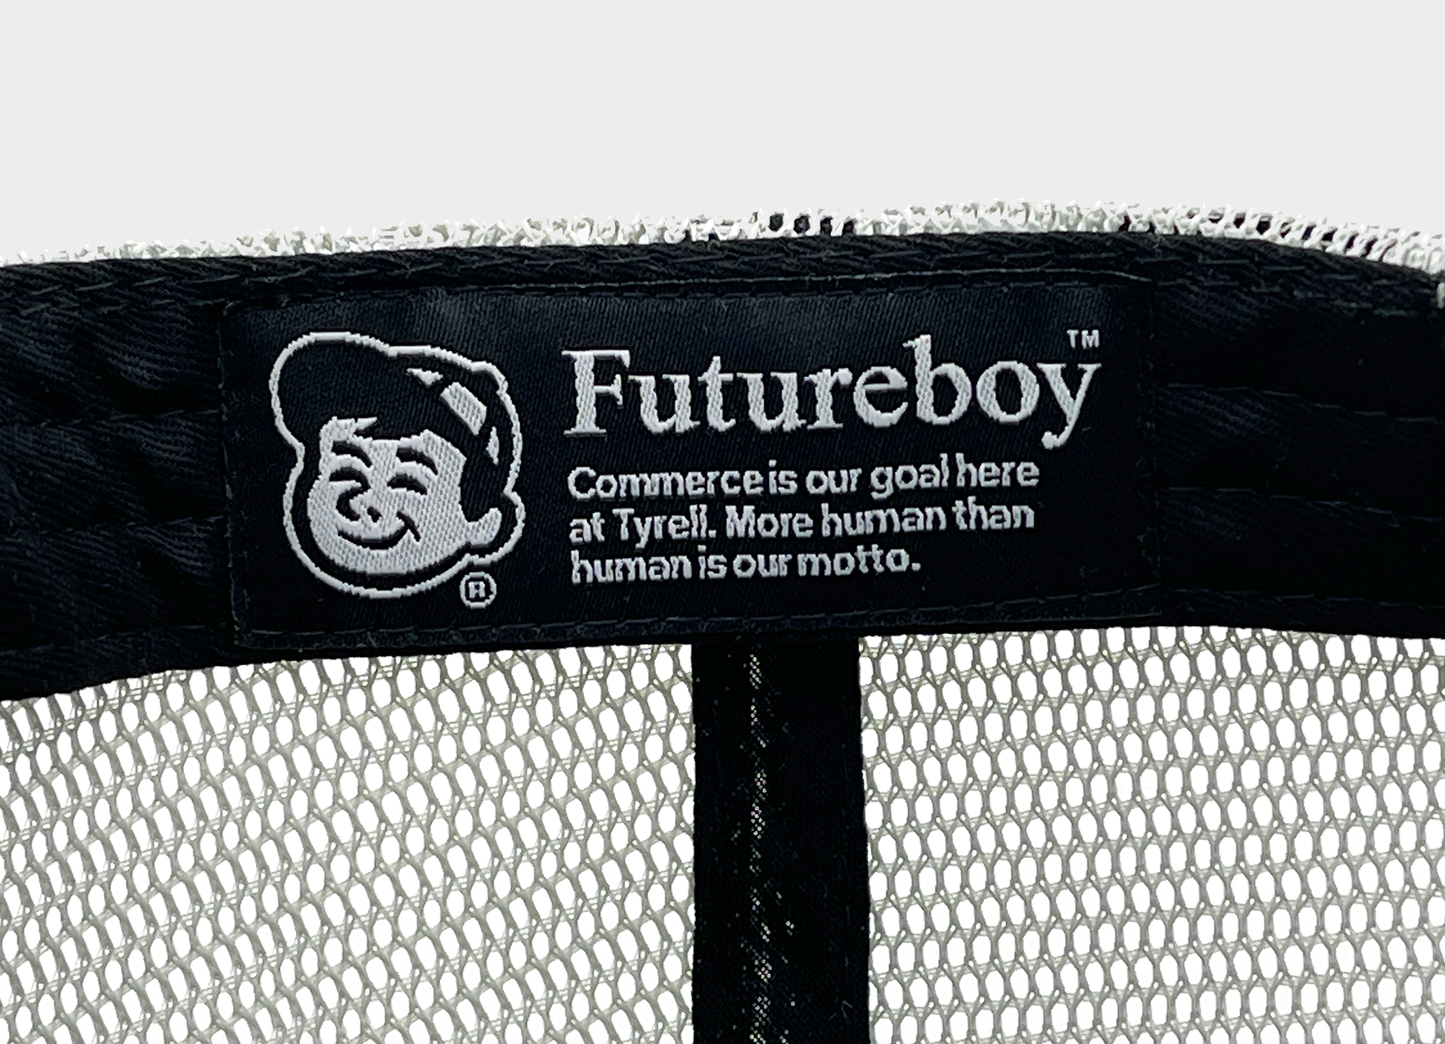 Futureboy™
Commerce is our goal here
at Tyrell. More human than
human is our motto.
®